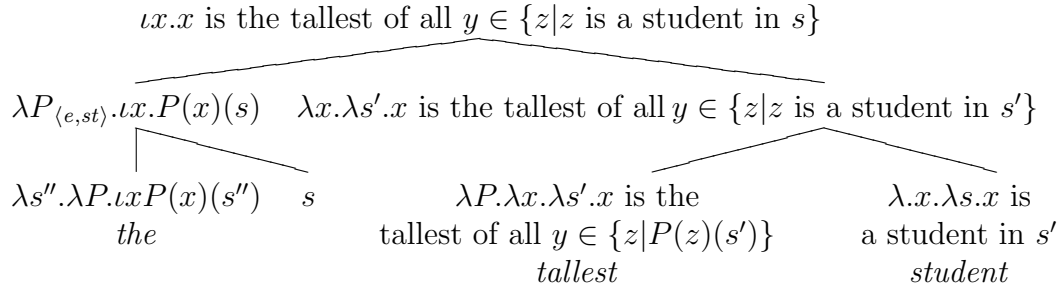 ιx.x is the tallest of all y ∈ {z|z is a student in s}
λP⟨e,st⟩.ιx.P(x)(s) λx.λs′.x is the tallest of all y ∈ {z|z is a student in s′}
λs″.λP.ιxP(x)(s″) s λP.λx.λs′.x is the λ.x.λs.x is
the tallest of all y ∈ {z|P(z)(s′)} a student in s′
tallest student